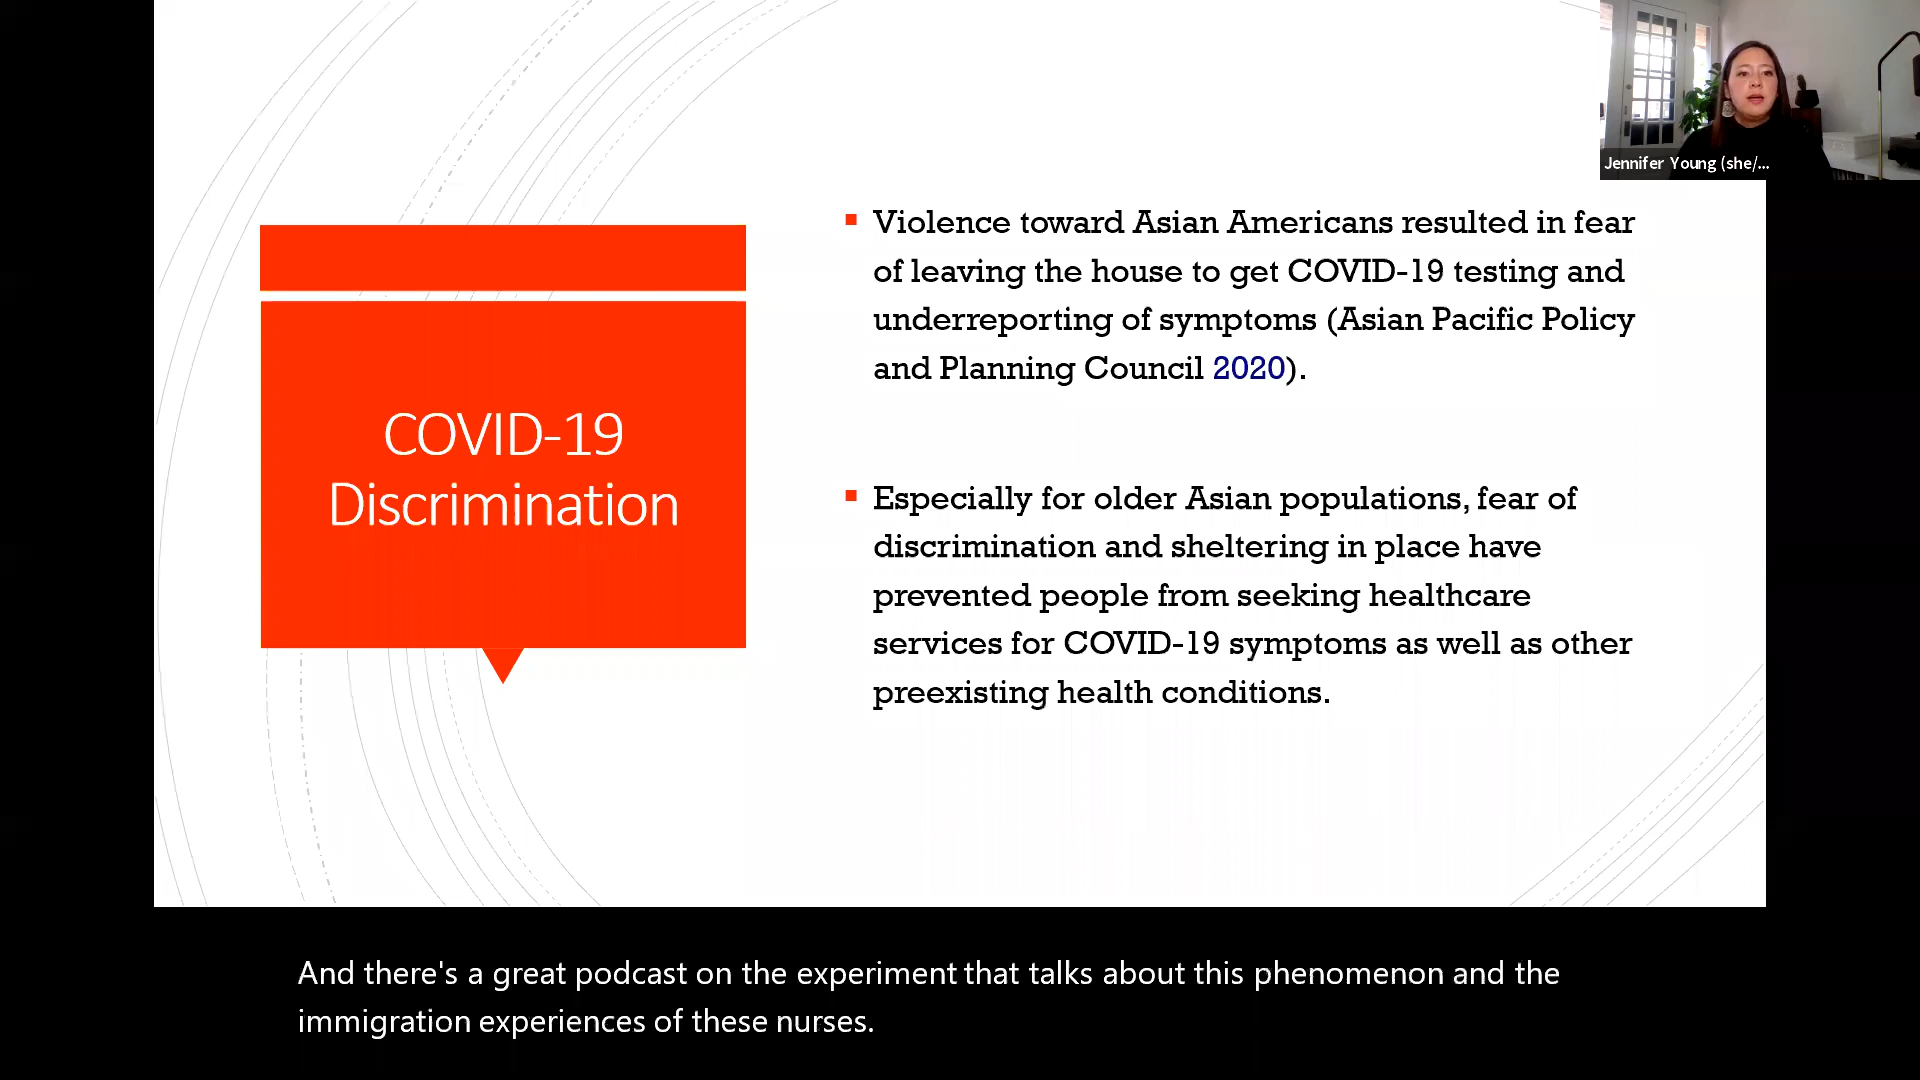 Jennifer Young (she/...
COVID-19
Discrimination
Violence toward Asian Americans resulted in fear
of leaving the house to get COVID-19 testing and
underreporting of symptoms (Asian Pacific Policy
and Planning Council 2020).
Especially for older Asian populations, fear of
discrimination and sheltering in place have
prevented people from seeking healthcare
services for COVID-19 symptoms as well as other
preexisting health conditions.
And there's a great podcast on the experiment that talks about this phenomenon and the
immigration experiences of these nurses.